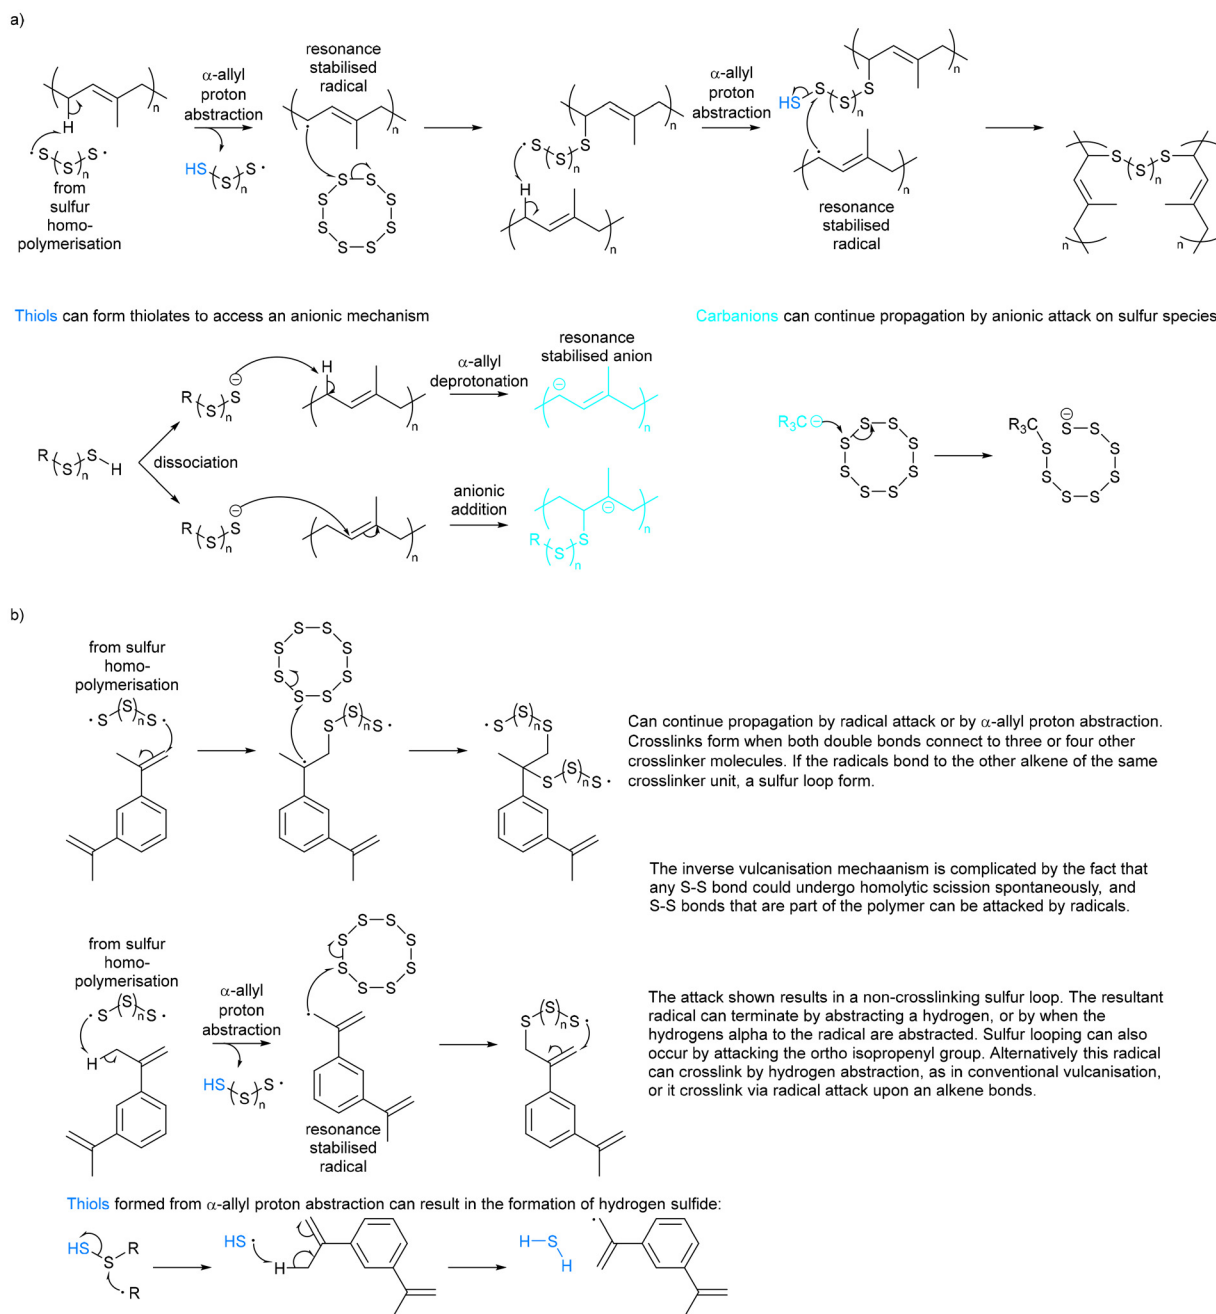 a)
resonance
stabilised
radical
α-allyl
proton
abstraction
α-allyl
proton
abstraction
from
sulfur
homo-
polymerisation
resonance
stabilised
radical
Thiols can form thiolates to access an anionic mechanism
Carbanions can continue propagation by anionic attack on sulfur species
resonance
stabilised anion
α-allyl
deprotonation
dissociation
anionic
addition
b)
from sulfur
homo-
polymerisation
Can continue propagation by radical attack or by α-allyl proton abstraction.
Crosslinks form when both double bonds connect to three or four other
crosslinker molecules. If the radicals bond to the other alkene of the same
crosslinker unit, a sulfur loop form.
The inverse vulcanisation mechaanism is complicated by the fact that
any S-S bond could undergo homolytic scission spontaneously, and
S-S bonds that are part of the polymer can be attacked by radicals.
from sulfur
homo-
polymerisation
α-allyl
proton
abstraction
resonance
stabilised
radical
The attack shown results in a non-crosslinking sulfur loop. The resultant
radical can terminate by abstracting a hydrogen, or by when the
hydrogens alpha to the radical are abstracted. Sulfur looping can also
occur by attacking the ortho isopropenyl group. Alternatively this radical
can crosslink by hydrogen abstraction, as in conventional vulcanisation,
or it crosslink via radical attack upon an alkene bonds.
Thiols formed from α-allyl proton abstraction can result in the formation of hydrogen sulfide: